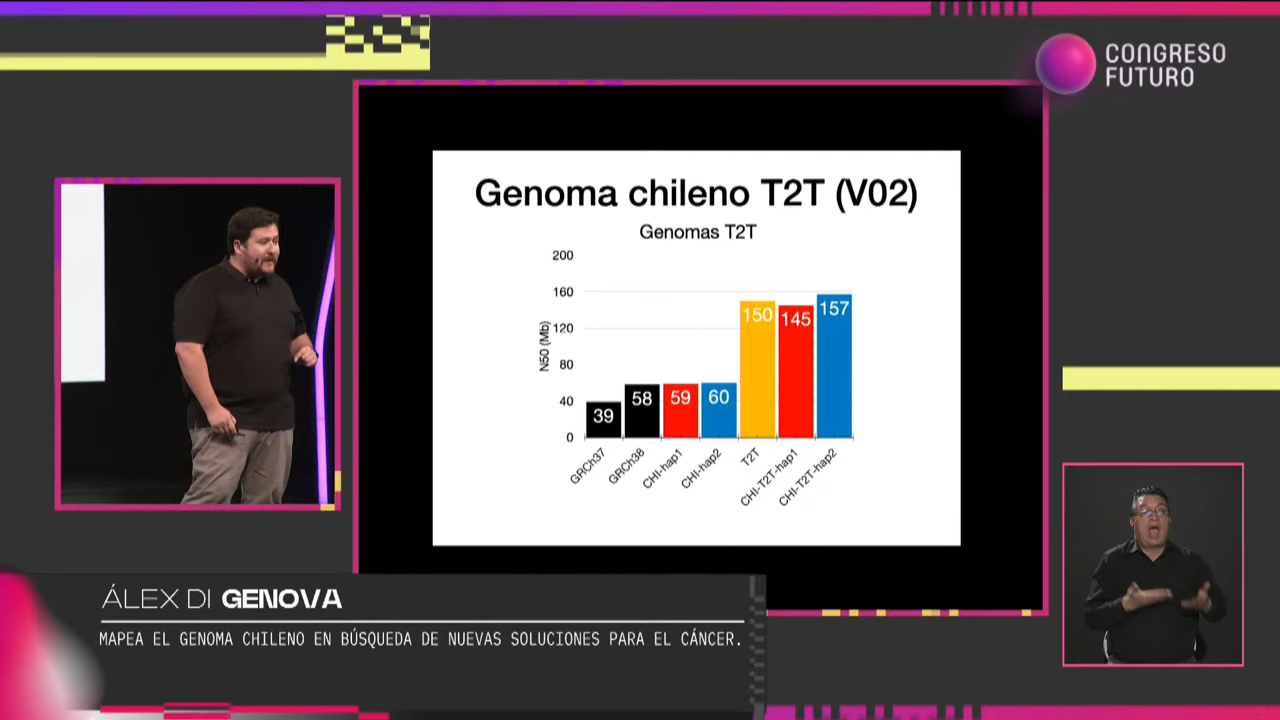 CONGRESO
FUTURO
Genoma chileno T2T (V02)
Genomas T2T
200
160
120
80
40
0
N50 (Mb)
39
58
59
60
150
145
157
GRCh37
GRCh38
CHI-hap1
CHI-hap2
T2T
CHI-T2T-hap1
CHI-T2T-hap2
ÁLEX DI GENOVA
MAPEA EL GENOMA CHILENO EN BÚSQUEDA DE NUEVAS SOLUCIONES PARA EL CÁNCER.